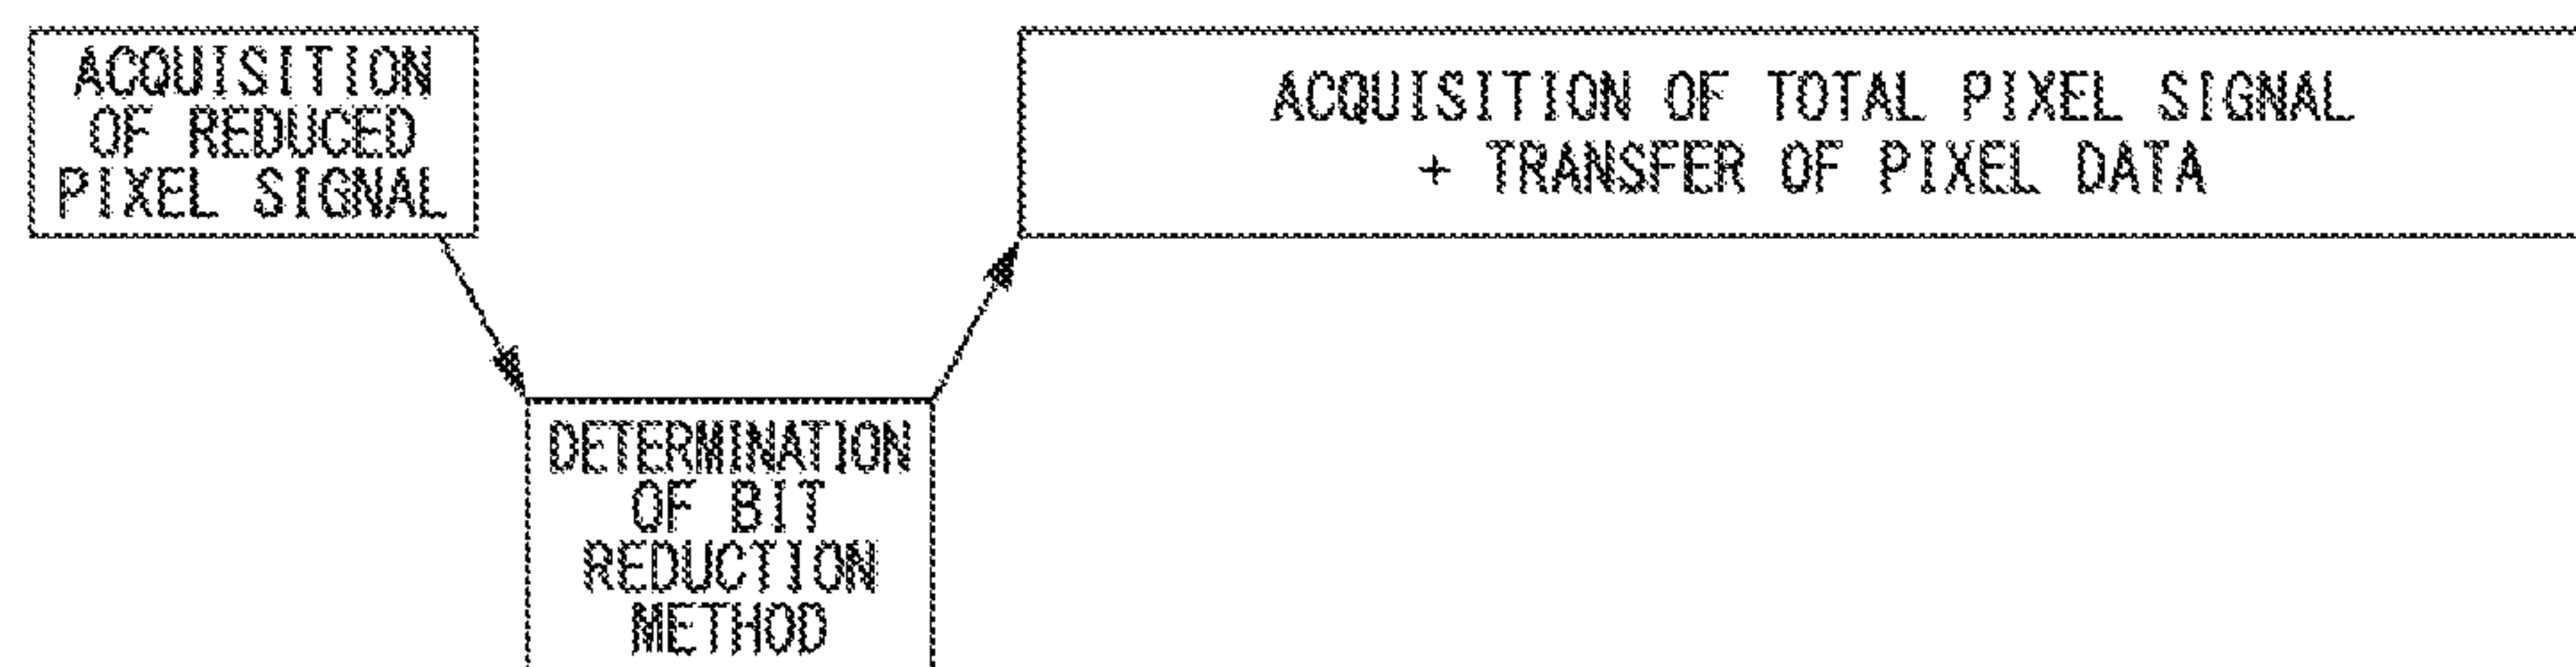 ACQUISITION
OF REDUCED
PIXEL SIGNAL
ACQUISITION OF TOTAL PIXEL SIGNAL
+ TRANSFER OF PIXEL DATA
DETERMINATION
OF BIT
REDUCTION
METHOD